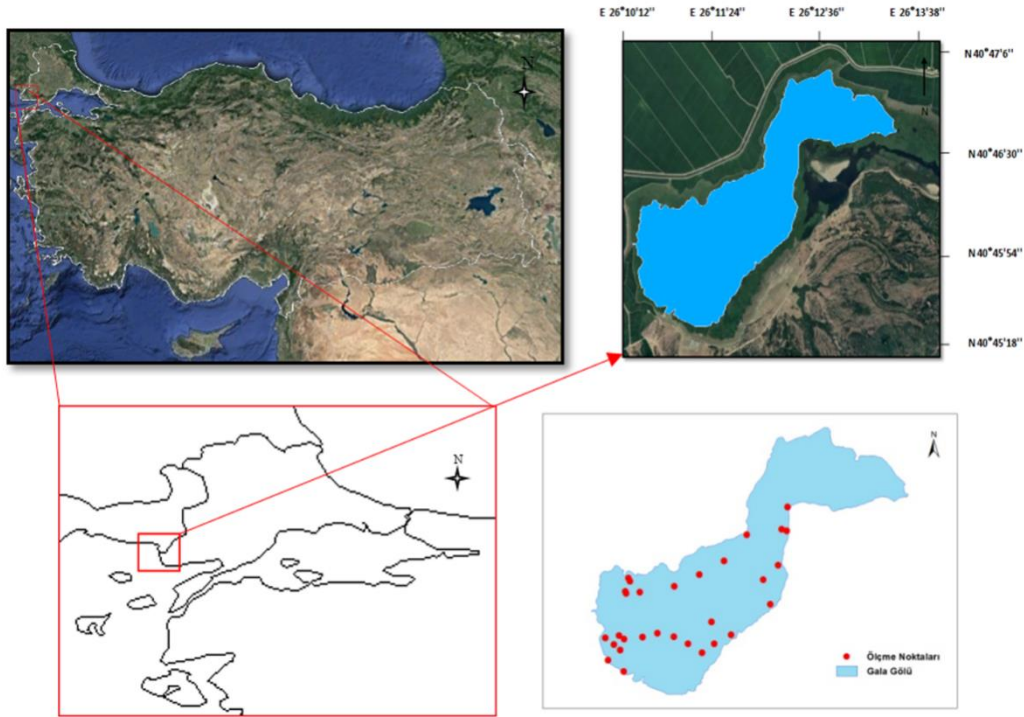 E 26°10'12'' E 26°11'24'' E 26°12'36'' E 26°13'38''
N
N 40°47'6''
N
N 40°46'30''
N 40°45'54''
N 40°45'18''
N
N
Ölçme Noktaları
Gala Gölü